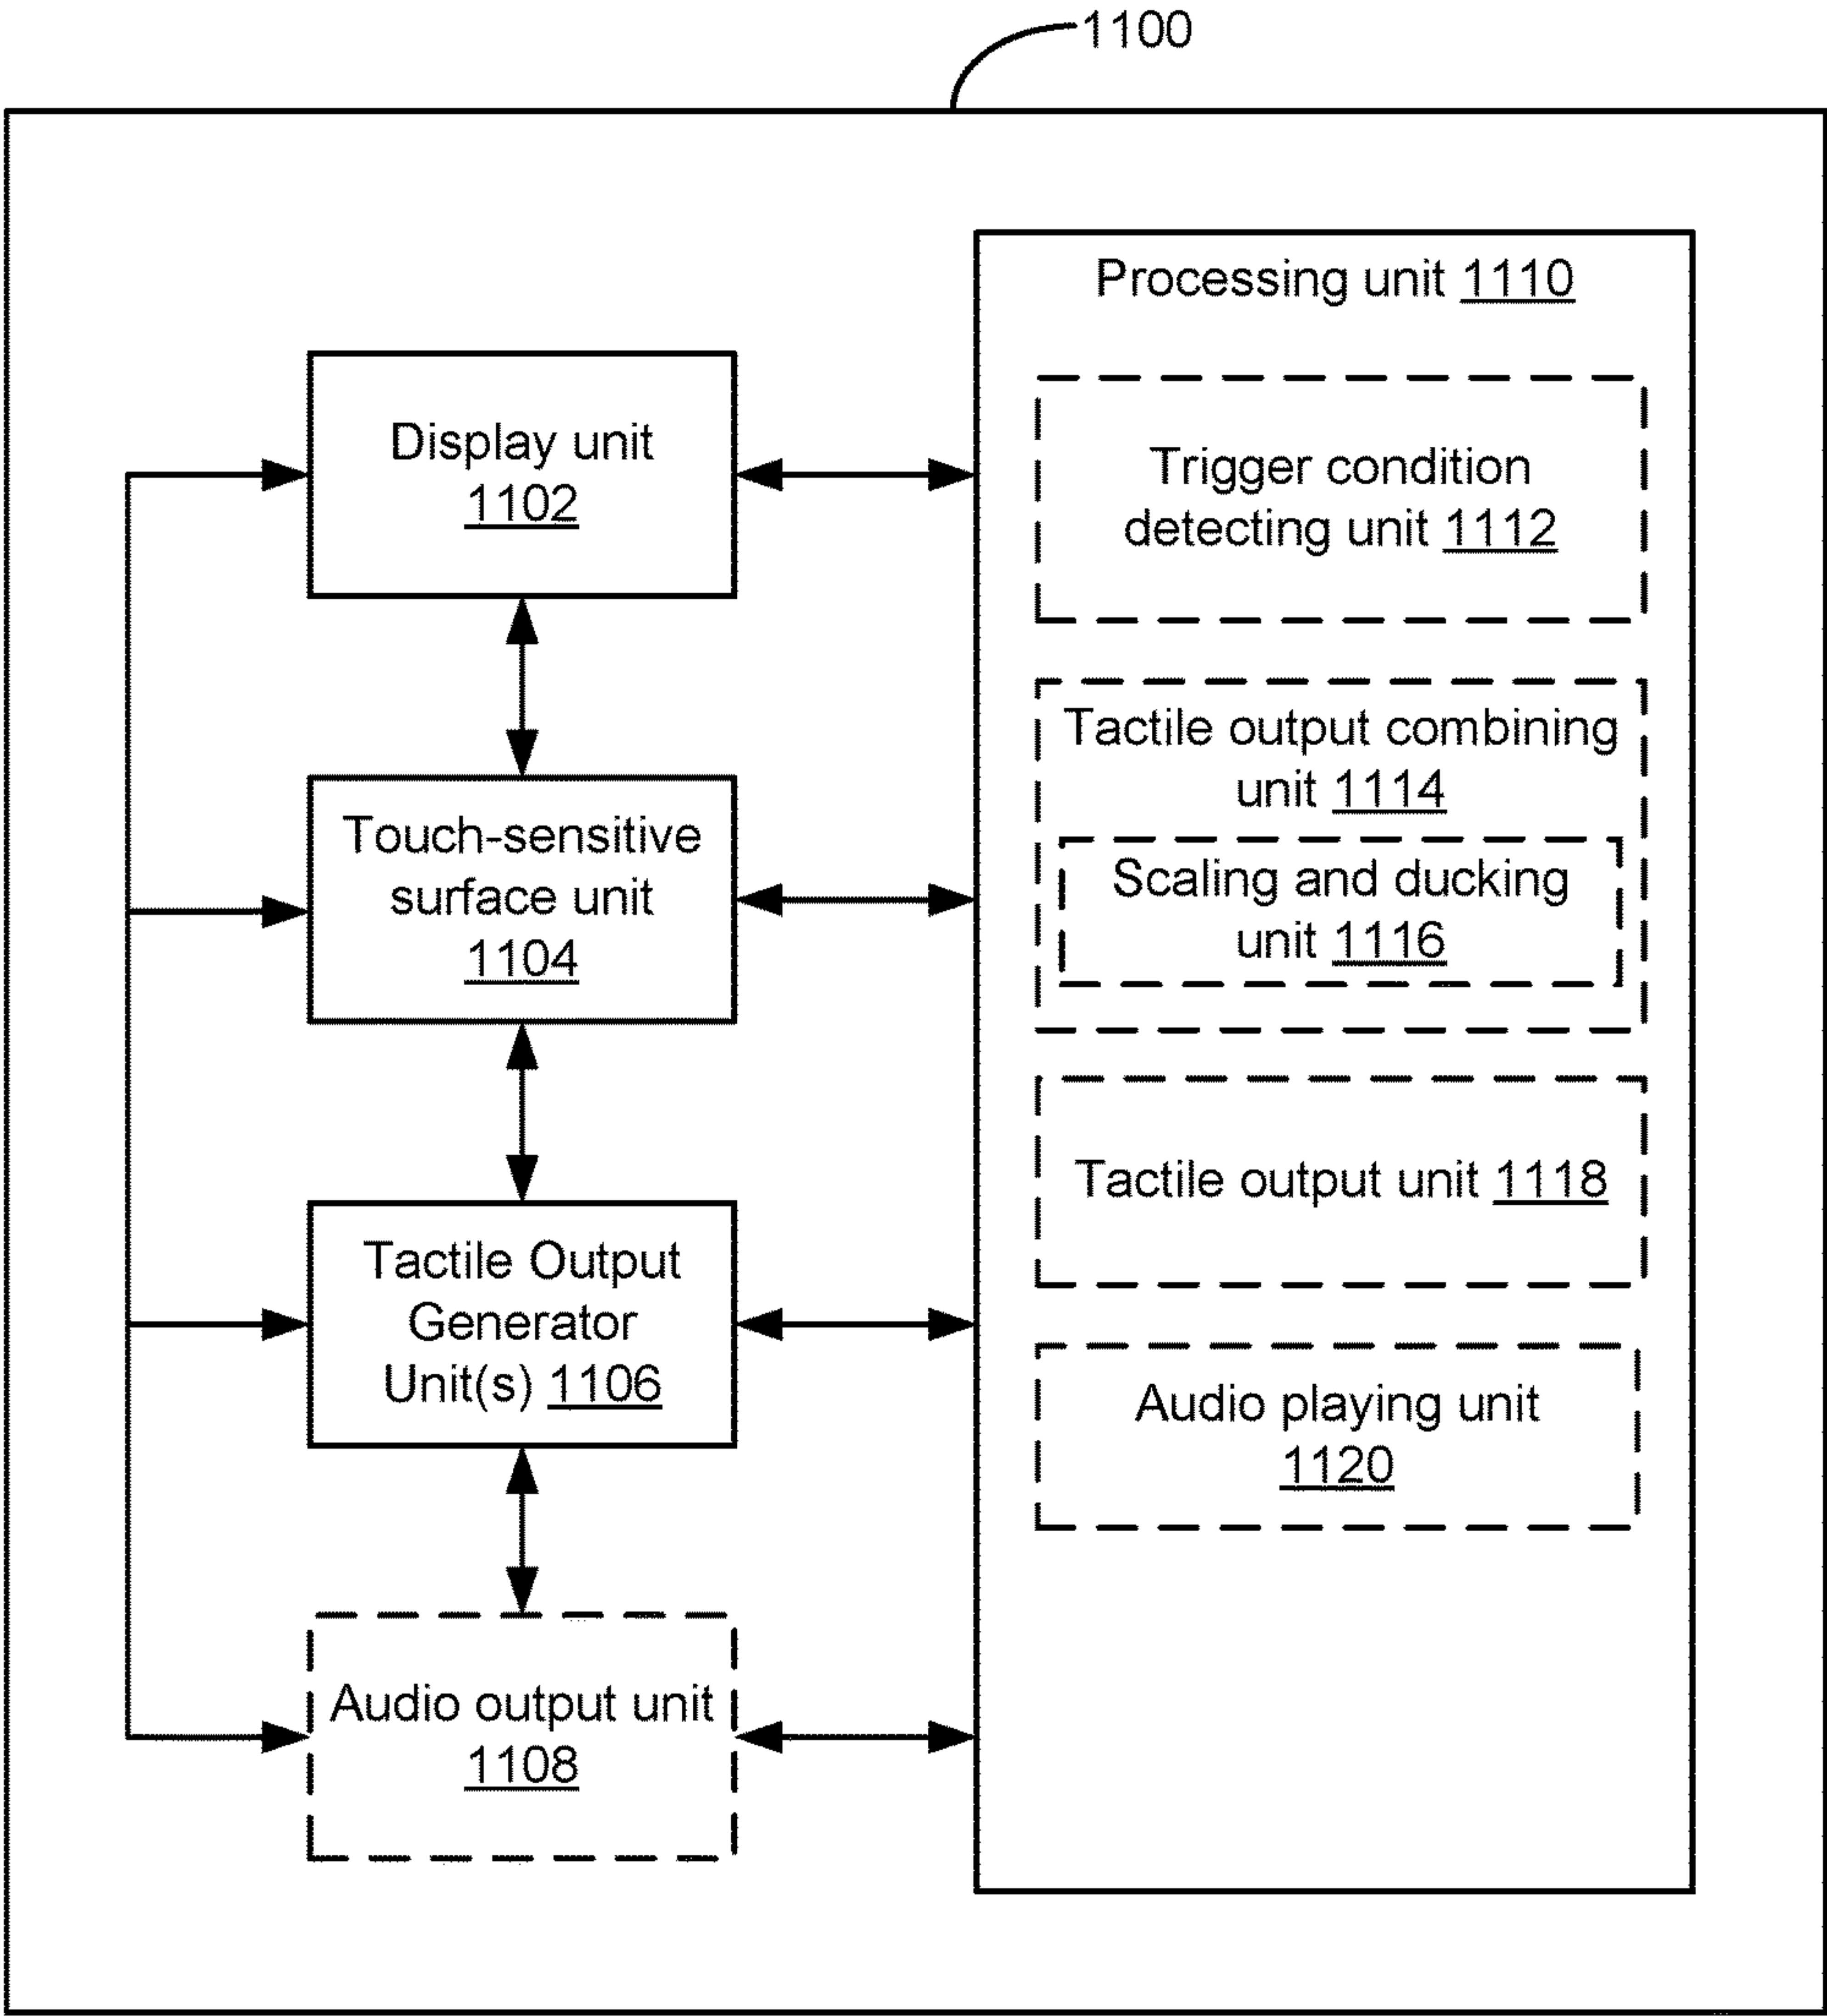 1100
Processing unit 1110
Display unit
1102
Trigger condition
detecting unit 1112
Tactile output combining
unit 1114
Touch-sensitive
surface unit
1104
Scaling and ducking
unit 1116
Tactile output unit 1118
Tactile Output
Generator
Unit(s) 1106
Audio playing unit
1120
Audio output unit
1108